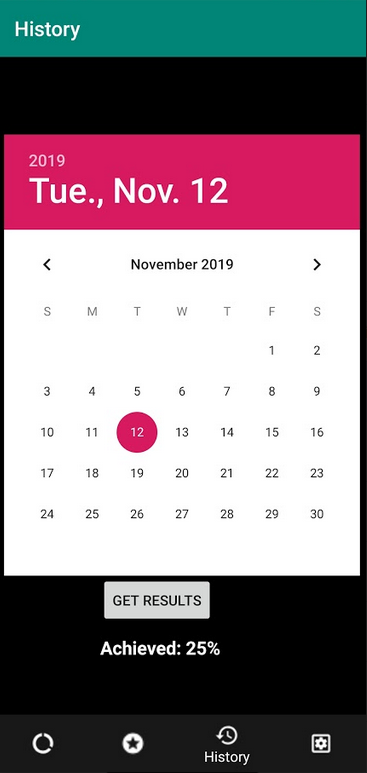 History
2019
Tue., Nov. 12
November 2019
S M T W T F S
1 2
3 4 5 6 7 8 9
10 11 12 13 14 15 16
17 18 19 20 21 22 23
24 25 26 27 28 29 30
GET RESULTS
Achieved: 25%
History